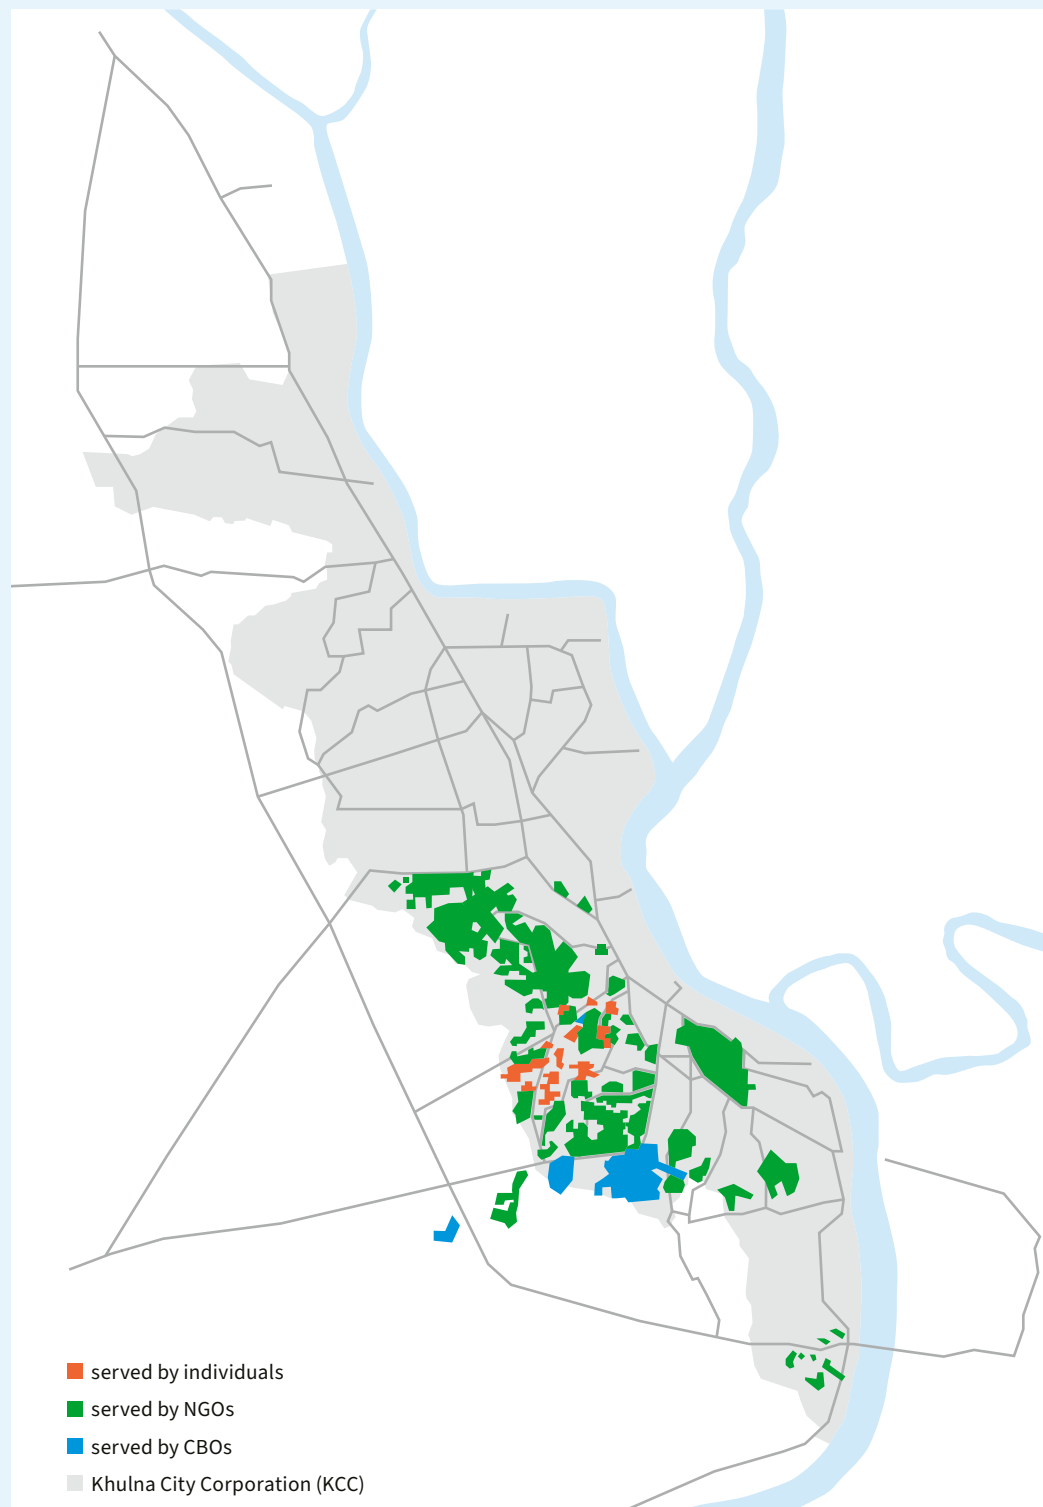 served by individuals
served by NGOs
served by CBOs
Khulna City Corporation (KCC)